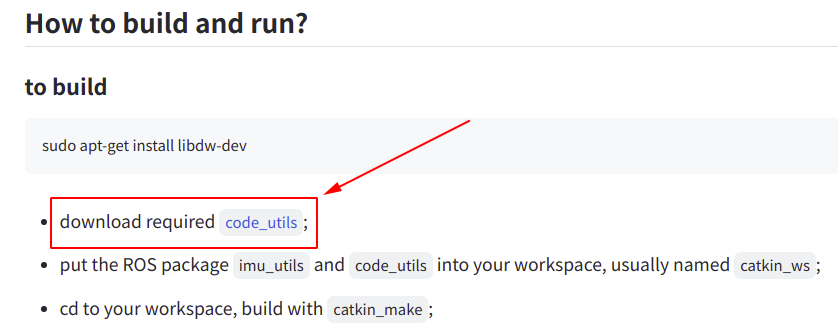 How to build and run?
to build
sudo apt-get install libdw-dev
download required code_utils;
put the ROS package imu_utils and code_utils into your workspace, usually named catkin_ws;
cd to your workspace, build with catkin_make;